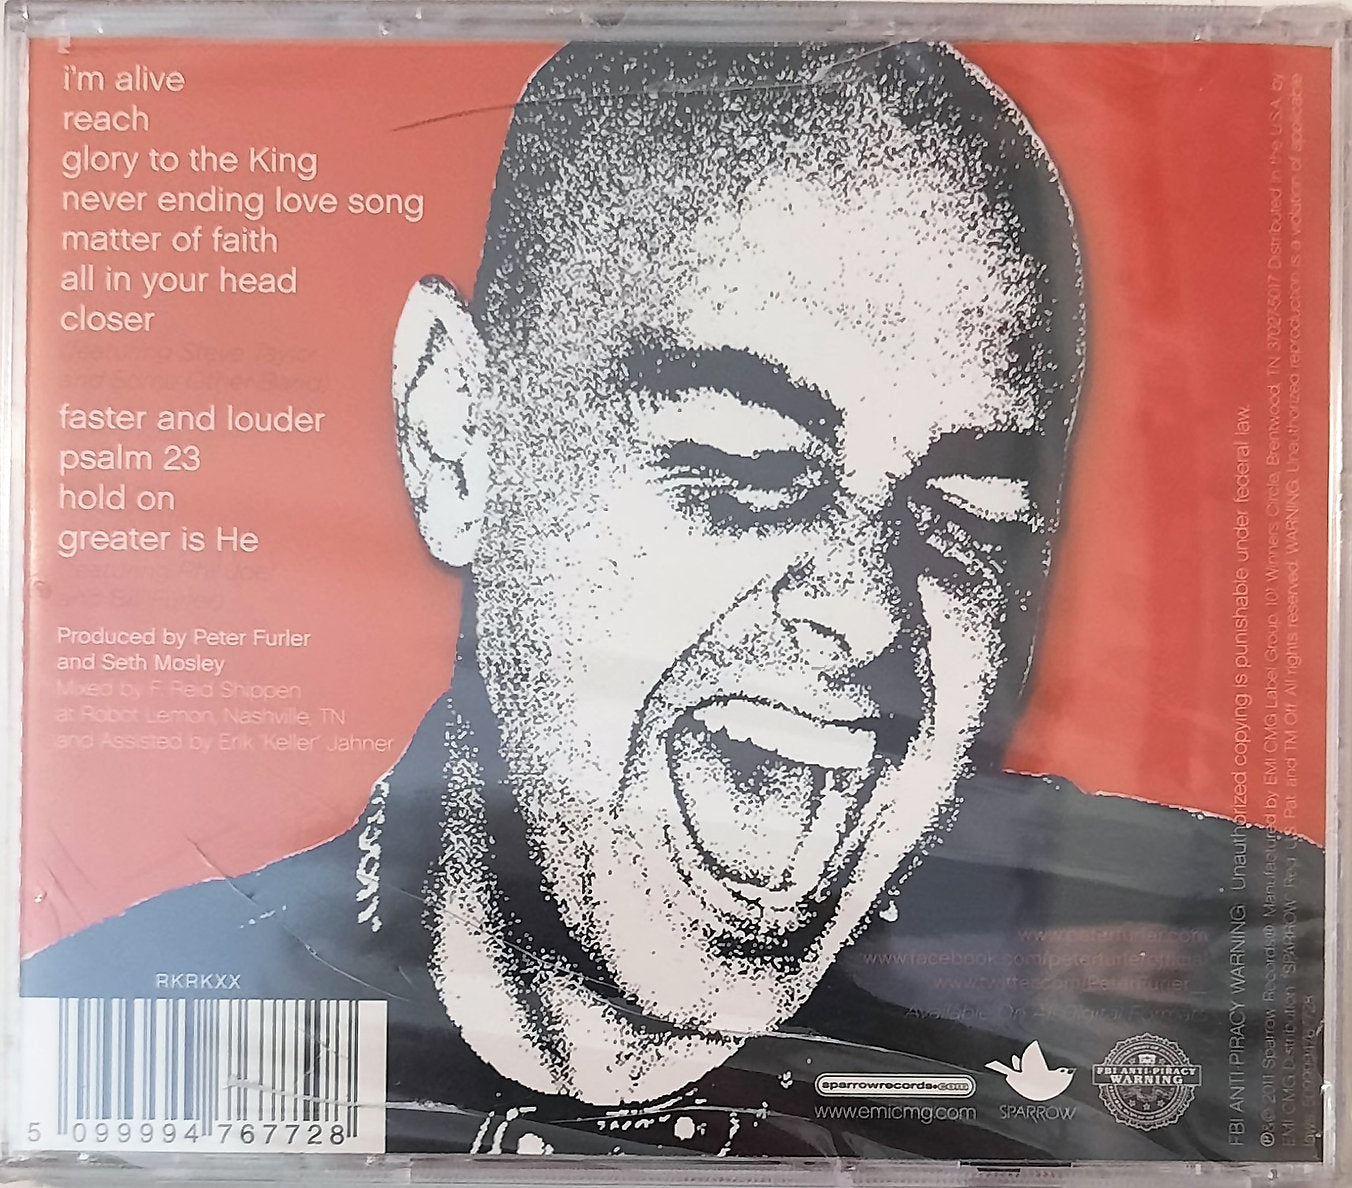 i'm alive
reach
glory to the King
never ending love song
matter of faith
all in your head
closer
featuring Steve Taylor
and Some Other Band
faster and louder
psalm 23
hold on
greater is He
featuring Phil Joel
Produced by Peter Furler
and Seth Mosley
Mixed by F. Reid Shippen
at Robot Lemon, Nashville, TN
and Assisted by Erik 'Keller' Jahner
RKRKXX
5 099994 767728
www.peterfurler.com
www.facebook.com/peterfurlerofficial
www.twitter.com/PeterFurler_
Available On All Digital Formats
sparrowrecords.com
www.emicmg.com
SPARROW
FBI ANTI-PIRACY
WARNING
FBI ANTI-PIRACY WARNING: Unauthorized copying is punishable under federal law.
℗&© 2011 Sparrow Records® Manufactured by EMI CMG Label Group, 101 Winners Circle, Brentwood, TN 37027-5017 Distributed in the U.S.A. by
EMI CMG Distribution "SPARROW" Reg. U.S. Pat. and TM Off. All rights reserved. WARNING: Unauthorized reproduction is a violation of applicable
laws. 5099994767728